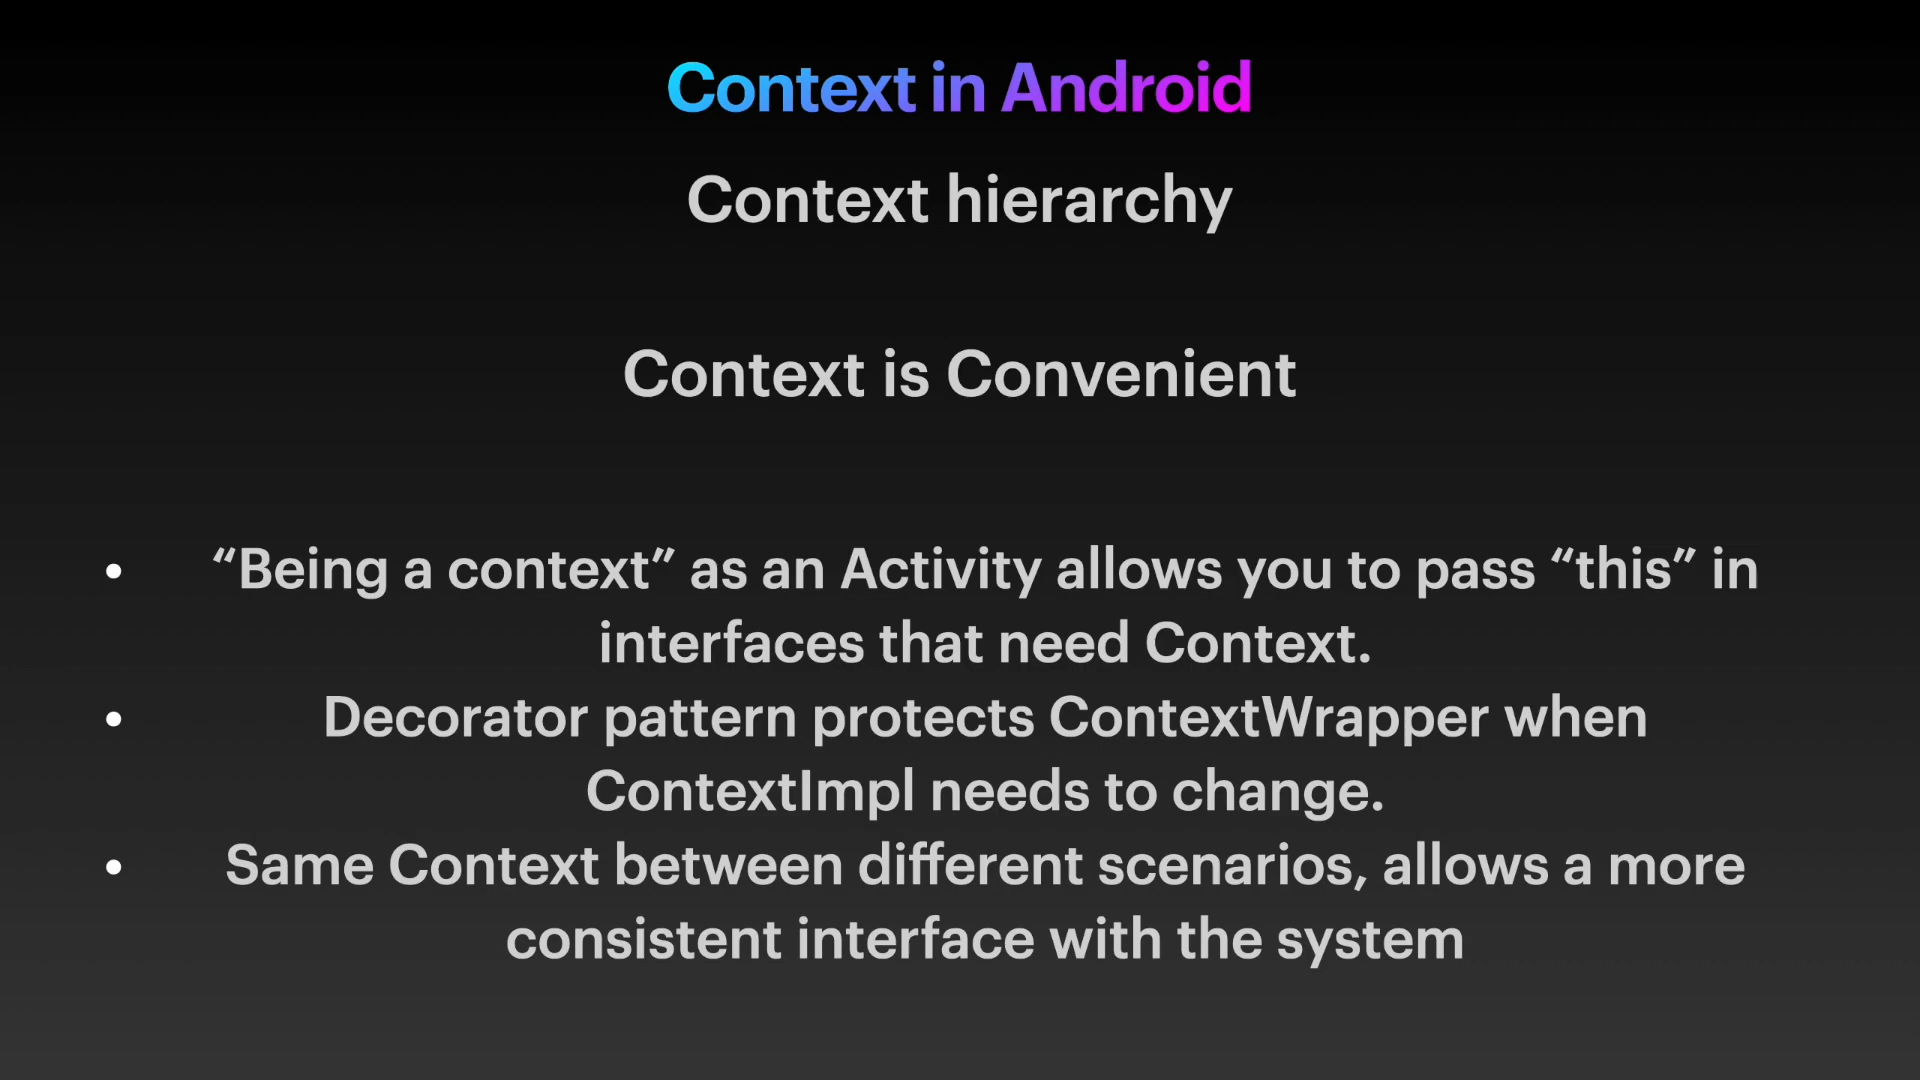 Context in Android
Context hierarchy
Context is Convenient
• “Being a context” as an Activity allows you to pass “this” in
interfaces that need Context.
• Decorator pattern protects ContextWrapper when
ContextImpl needs to change.
• Same Context between different scenarios, allows a more
consistent interface with the system